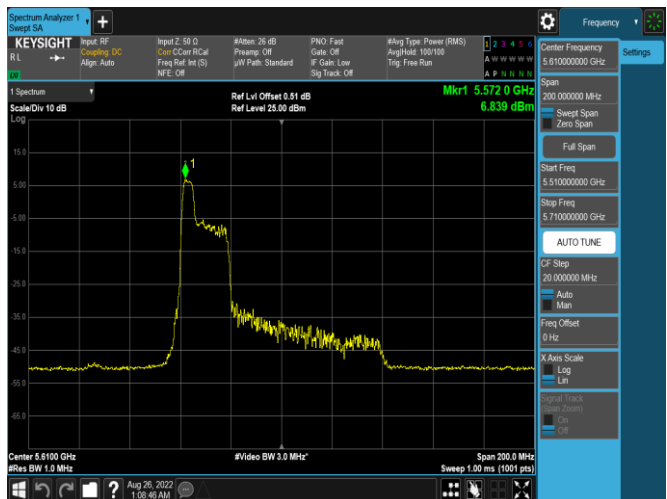 Spectrum Analyzer 1
Swept SA
Frequency
KEYSIGHT
RL
Input: RF
Coupling: DC
Align: Auto
Input Z: 50 Ω
Corr CCorr RCal
Freq Ref: Int (S)
NFE: Off
#Atten: 26 dB
Preamp: Off
µW Path: Standard
PNO: Fast
Gate: Off
IF Gain: Low
Sig Track: Off
#Avg Type: Power (RMS)
Avg|Hold: 100/100
Trig: Free Run
1 2 3 4 5 6
A W W W W W
A P N N N N
1 Spectrum
Scale/Div 10 dB
Log
Ref Lvl Offset 0.51 dB
Ref Level 25.00 dBm
Mkr1 5.572 0 GHz
6.839 dBm
15.0
5.00
-5.00
-15.0
-25.0
-35.0
-45.0
-55.0
-65.0
1
Center 5.6100 GHz
#Res BW 1.0 MHz
#Video BW 3.0 MHz*
Span 200.0 MHz
Sweep 1.00 ms (1001 pts)
Aug 26, 2022
1:08:46 AM
Center Frequency
5.610000000 GHz
Settings
Span
200.000000 MHz
Swept Span
Zero Span
Full Span
Start Freq
5.510000000 GHz
Stop Freq
5.710000000 GHz
AUTO TUNE
CF Step
20.000000 MHz
Auto
Man
Freq Offset
0 Hz
X Axis Scale
Log
Lin
Signal Track
(Span Zoom)
On
Off